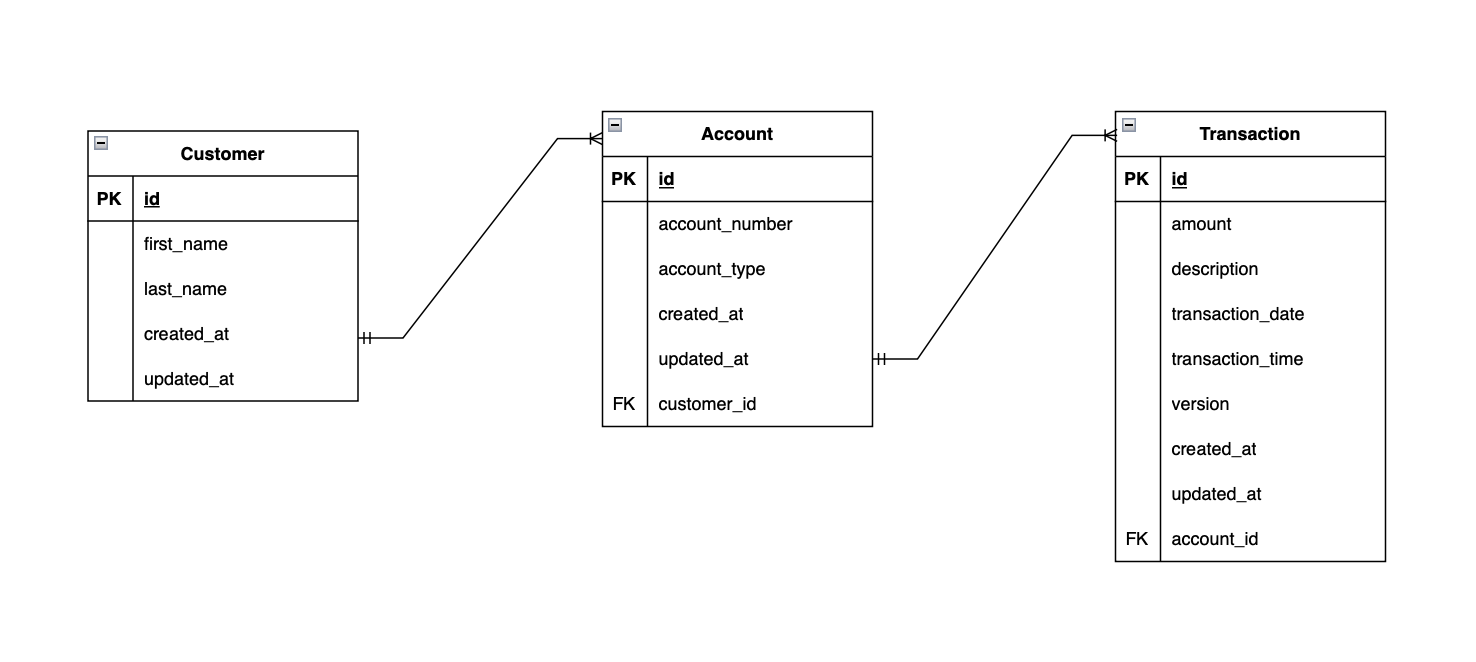 Customer
PK id
first_name
last_name
created_at
updated_at
Account
PK id
account_number
account_type
created_at
updated_at
FK customer_id
Transaction
PK id
amount
description
transaction_date
transaction_time
version
created_at
updated_at
FK account_id